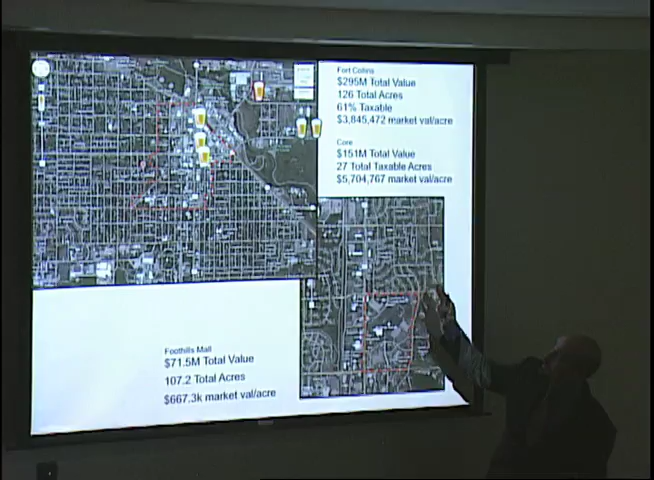 Fort Collins
$295M Total Value
126 Total Acres
61% Taxable
$3,845,472 market val/acre
Core
$151M Total Value
27 Total Taxable Acres
$5,704,767 market val/acre
Foothills Mall
$71.5M Total Value
107.2 Total Acres
$667.3k market val/acre